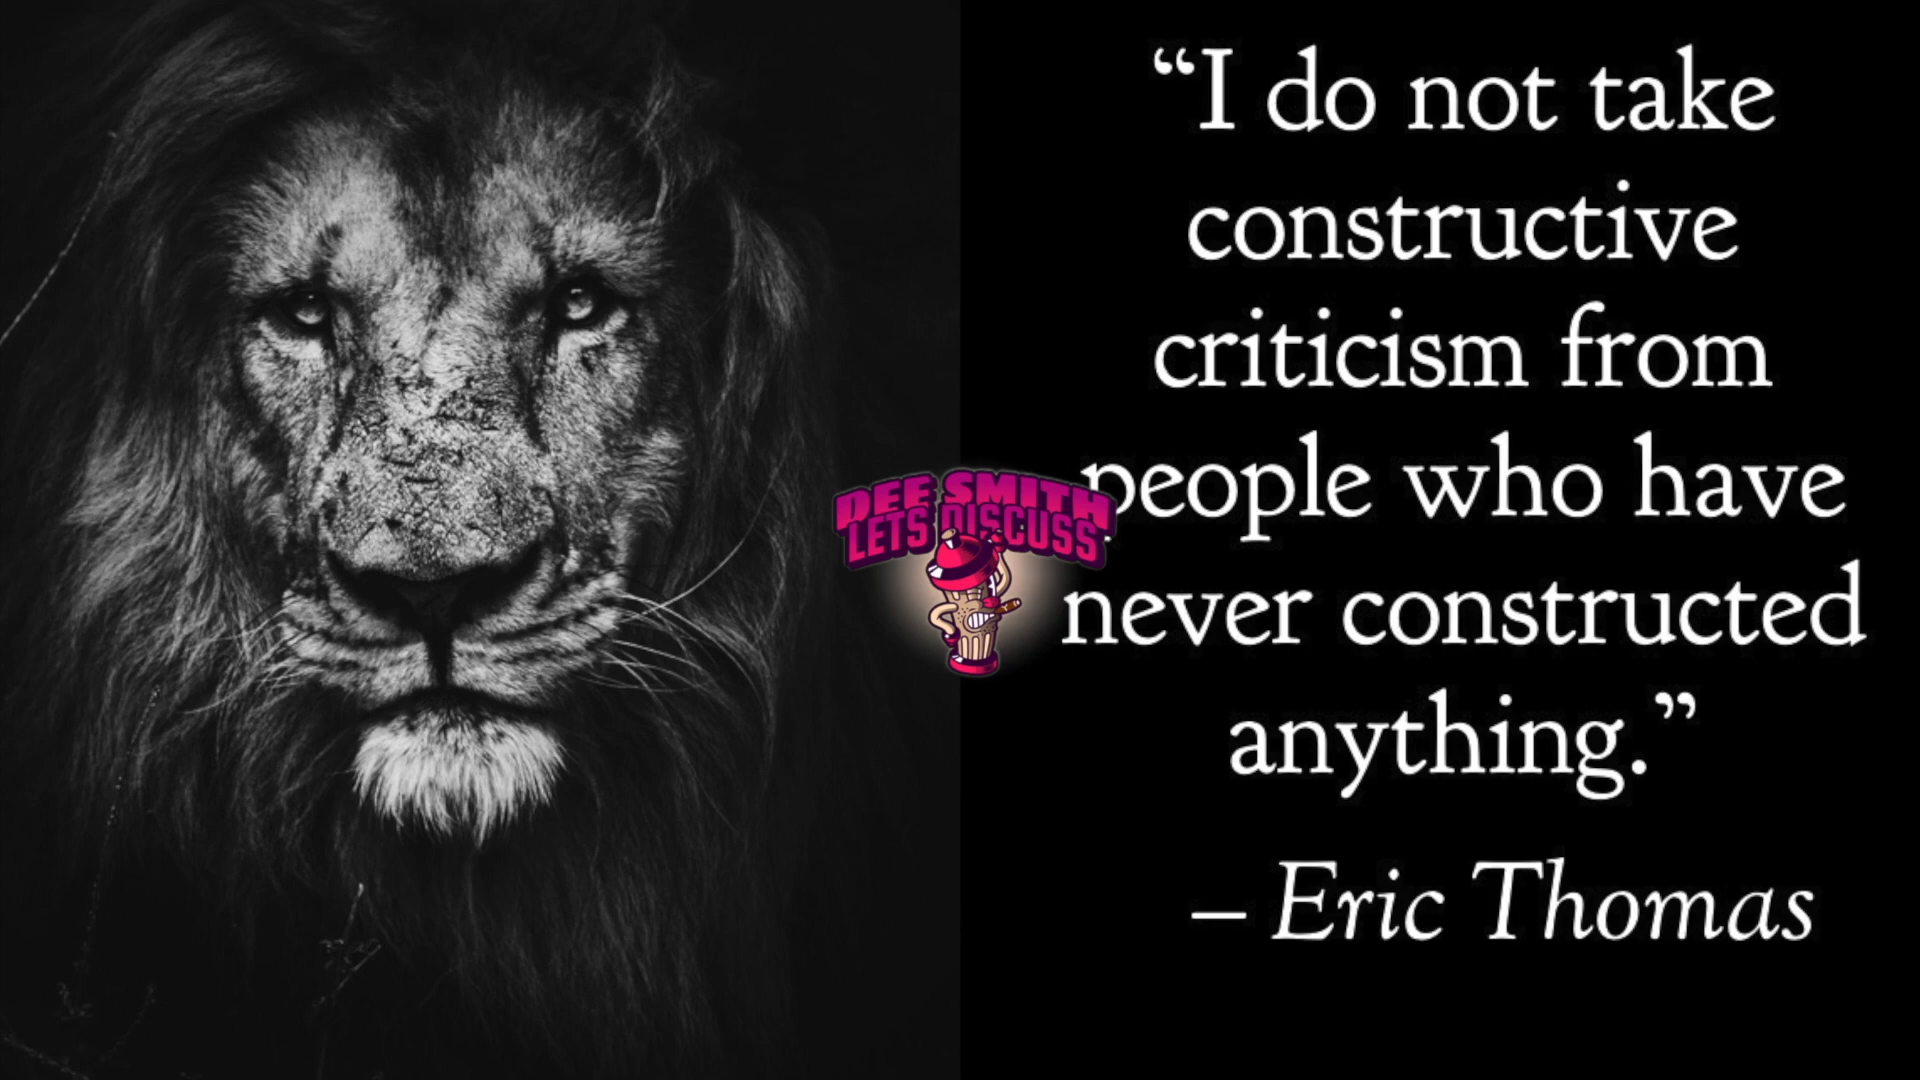 “I do not take
constructive
criticism from
people who have
never constructed
anything.”
– Eric Thomas
DEE SMITH
LETS DISCUSS